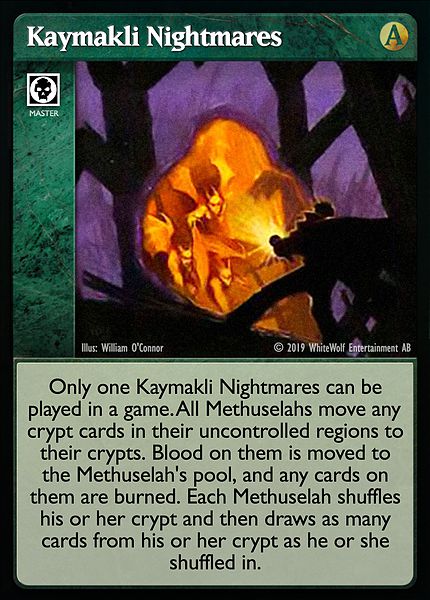 Kaymakli Nightmares
A
MASTER
Illus: William O'Connor
© 2019 WhiteWolf Entertainment AB
Only one Kaymakli Nightmares can be
played in a game.All Methuselahs move any
crypt cards in their uncontrolled regions to
their crypts. Blood on them is moved to
the Methuselah's pool, and any cards on
them are burned. Each Methuselah shuffles
his or her crypt and then draws as many
cards from his or her crypt as he or she
shuffled in.